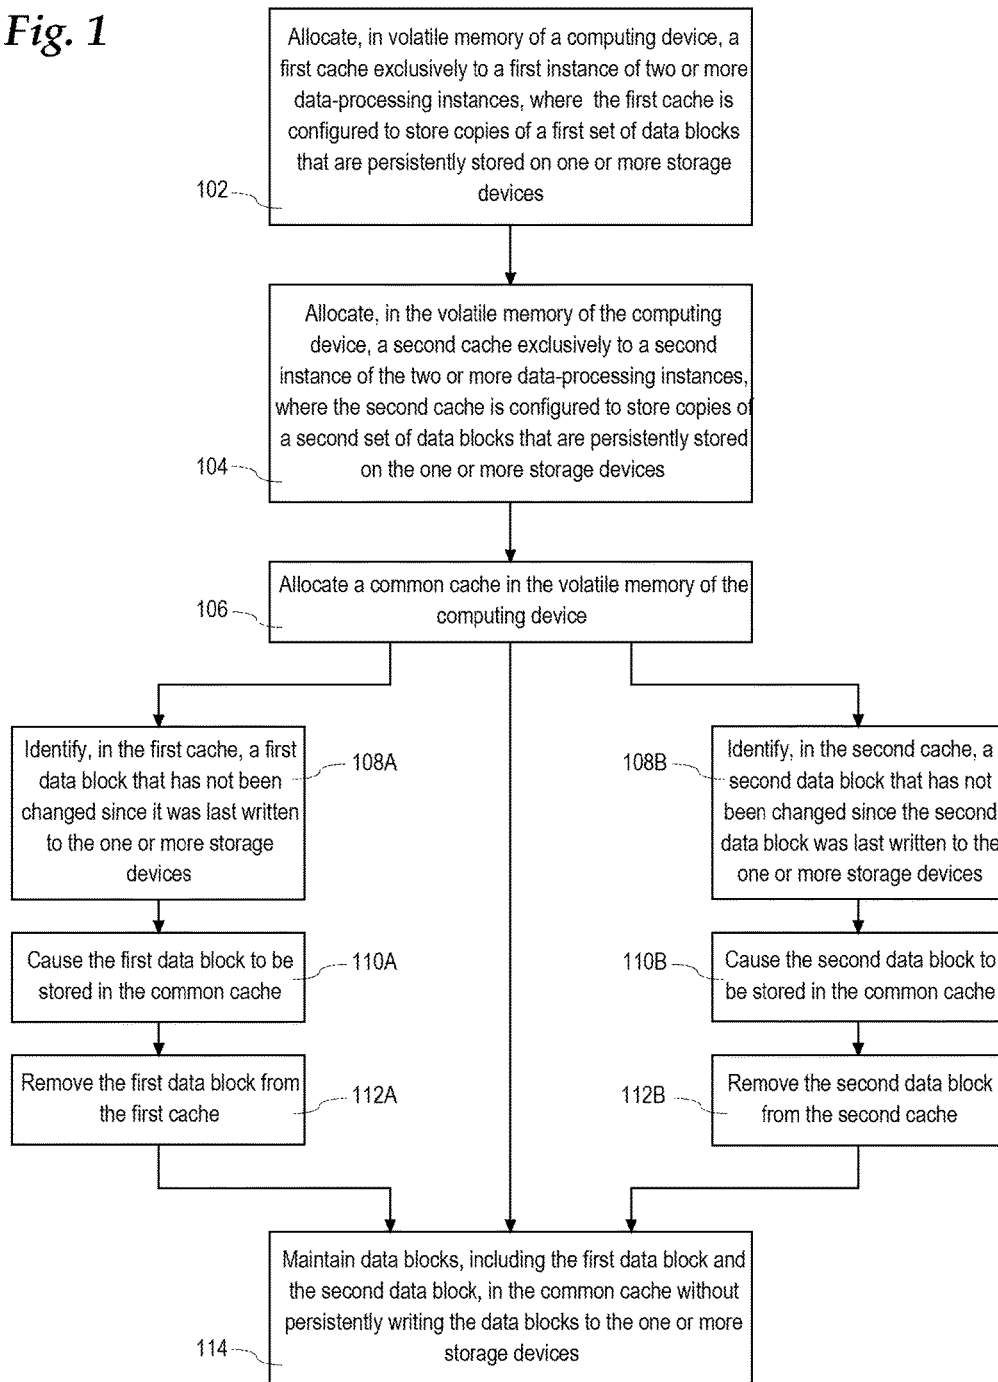 Fig. 1
Allocate, in volatile memory of a computing device, a
first cache exclusively to a first instance of two or more
data-processing instances, where the first cache is
configured to store copies of a first set of data blocks
that are persistently stored on one or more storage
devices
102
Allocate, in the volatile memory of the computing
device, a second cache exclusively to a second
instance of the two or more data-processing instances,
where the second cache is configured to store copies of
a second set of data blocks that are persistently stored
on the one or more storage devices
104
Allocate a common cache in the volatile memory of the
computing device
106
Identify, in the first cache, a first
data block that has not been
changed since it was last written
to the one or more storage
devices
108A
108B
Identify, in the second cache, a
second data block that has not
been changed since the second
data block was last written to the
one or more storage devices
Cause the first data block to be
stored in the common cache
110A
110B
Cause the second data block to
be stored in the common cache
Remove the first data block from
the first cache
112A
112B
Remove the second data block
from the second cache
Maintain data blocks, including the first data block and
the second data block, in the common cache without
persistently writing the data blocks to the one or more
storage devices
114